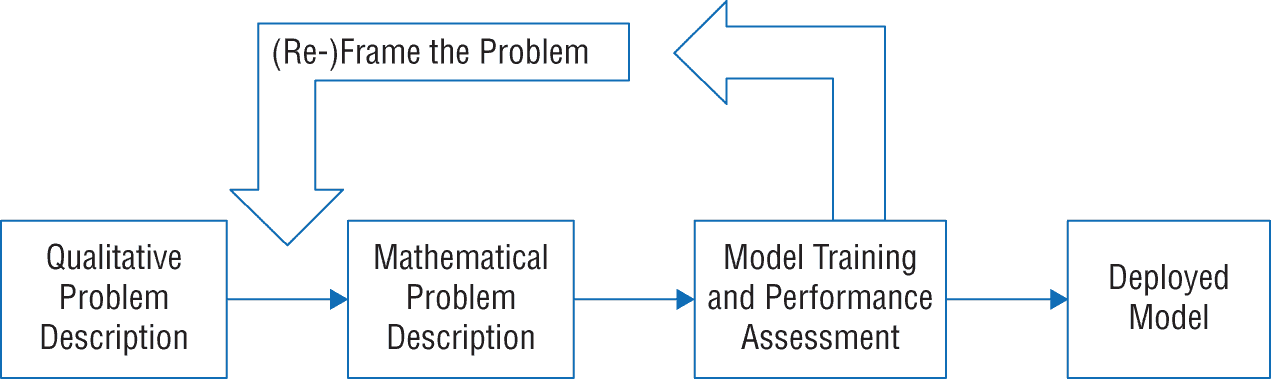 (Re-)Frame the Problem
Qualitative
Problem
Description
Mathematical
Problem
Description
Model Training
and Performance
Assessment
Deployed
Model